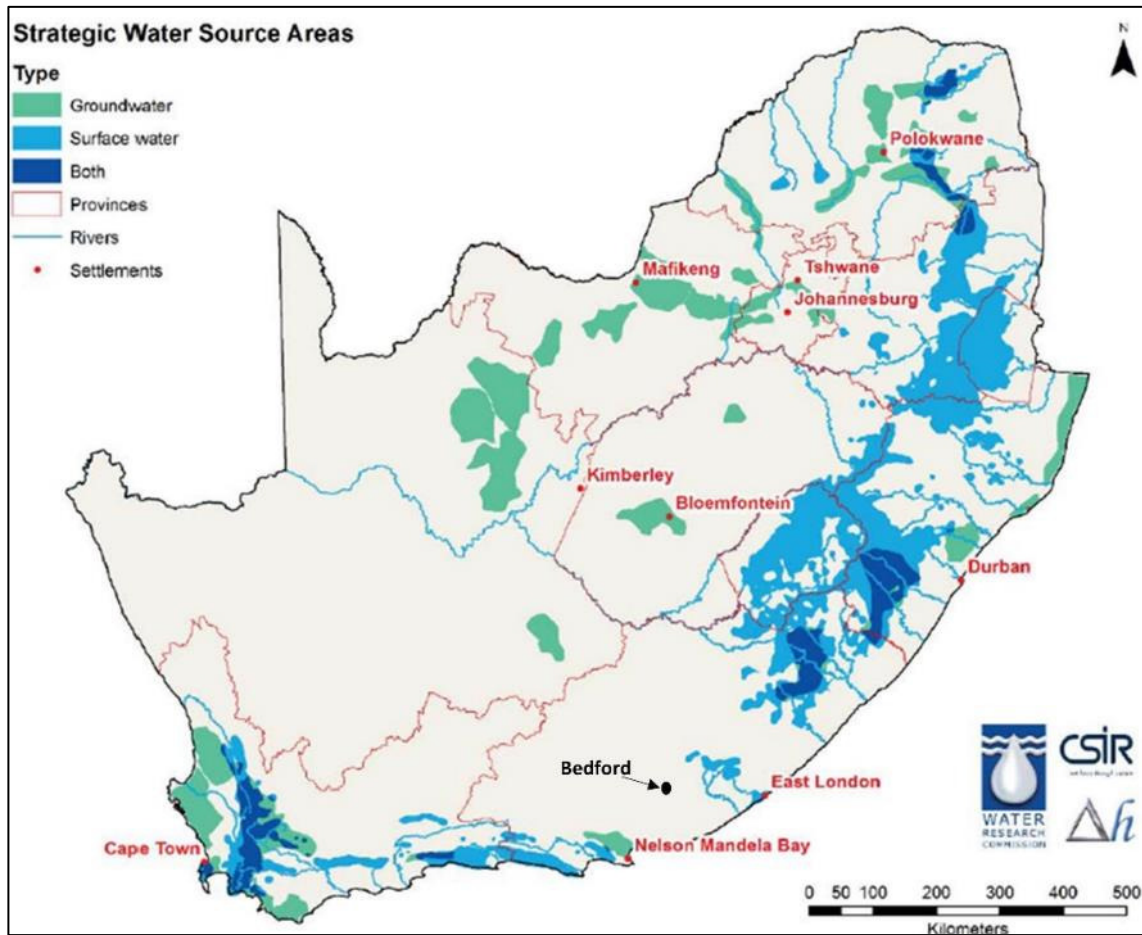 Strategic Water Source Areas
Type
Groundwater
Surface water
Both
Provinces
Rivers
Settlements
N
Polokwane
Mafikeng
Tshwane
Johannesburg
Kimberley
Bloemfontein
Durban
Bedford
East London
Cape Town
Nelson Mandela Bay
WATER
RESEARCH
COMMISSION
CSIR
h
0 50 100 200 300 400 500
Kilometers